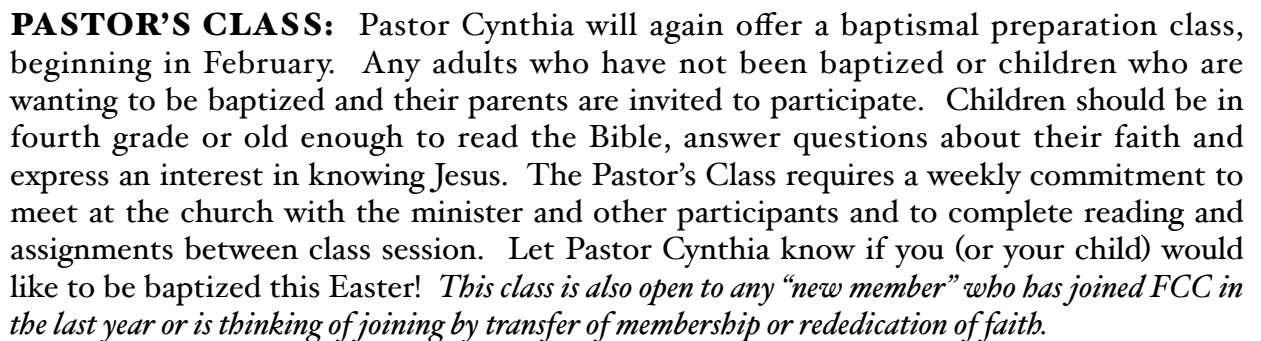 PASTOR’S CLASS: Pastor Cynthia will again offer a baptismal preparation class,
beginning in February. Any adults who have not been baptized or children who are
wanting to be baptized and their parents are invited to participate. Children should be in
fourth grade or old enough to read the Bible, answer questions about their faith and
express an interest in knowing Jesus. The Pastor’s Class requires a weekly commitment to
meet at the church with the minister and other participants and to complete reading and
assignments between class session. Let Pastor Cynthia know if you (or your child) would
like to be baptized this Easter! This class is also open to any “new member” who has joined FCC in
the last year or is thinking of joining by transfer of membership or rededication of faith.